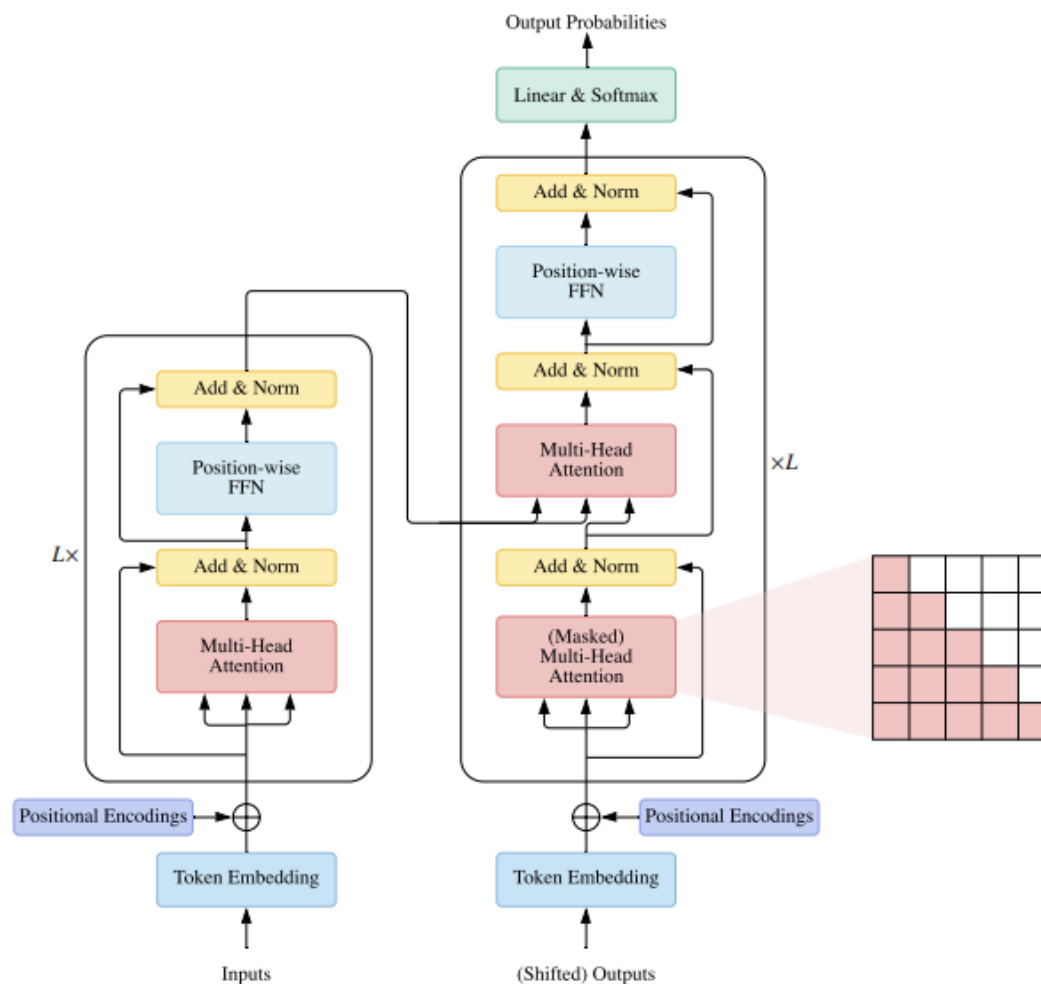 Output Probabilities
Linear & Softmax
Add & Norm
Position-wise
FFN
Add & Norm
Multi-Head
Attention
×L
Add & Norm
(Masked)
Multi-Head
Attention
Positional Encodings
Token Embedding
(Shifted) Outputs
Add & Norm
Position-wise
FFN
L×
Add & Norm
Multi-Head
Attention
Positional Encodings
Token Embedding
Inputs